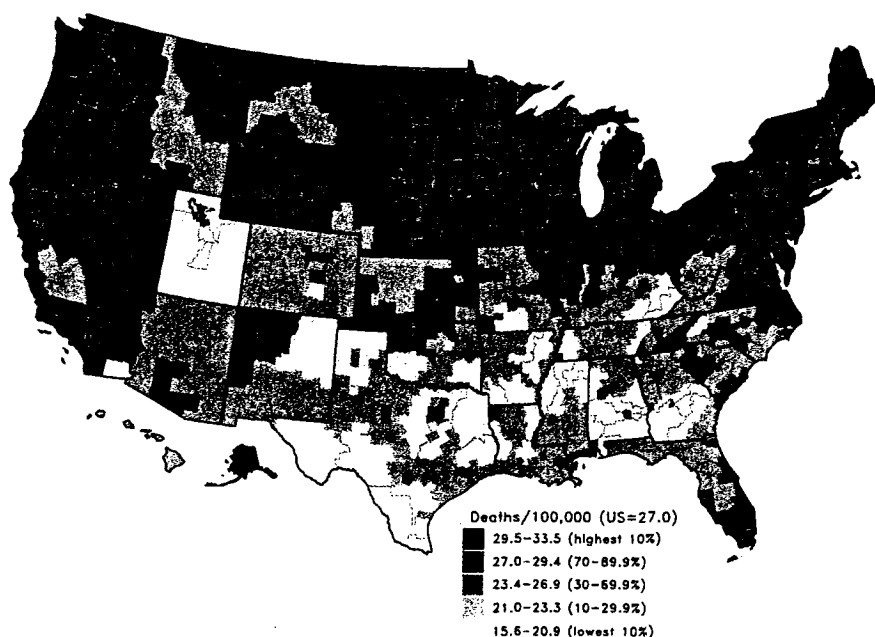 Deaths/100,000 (US=27.0)
29.5-33.5 (highest 10%)
27.0-29.4 (70-89.9%)
23.4-26.9 (30-69.9%)
21.0-23.3 (10-29.9%)
15.6-20.9 (lowest 10%)